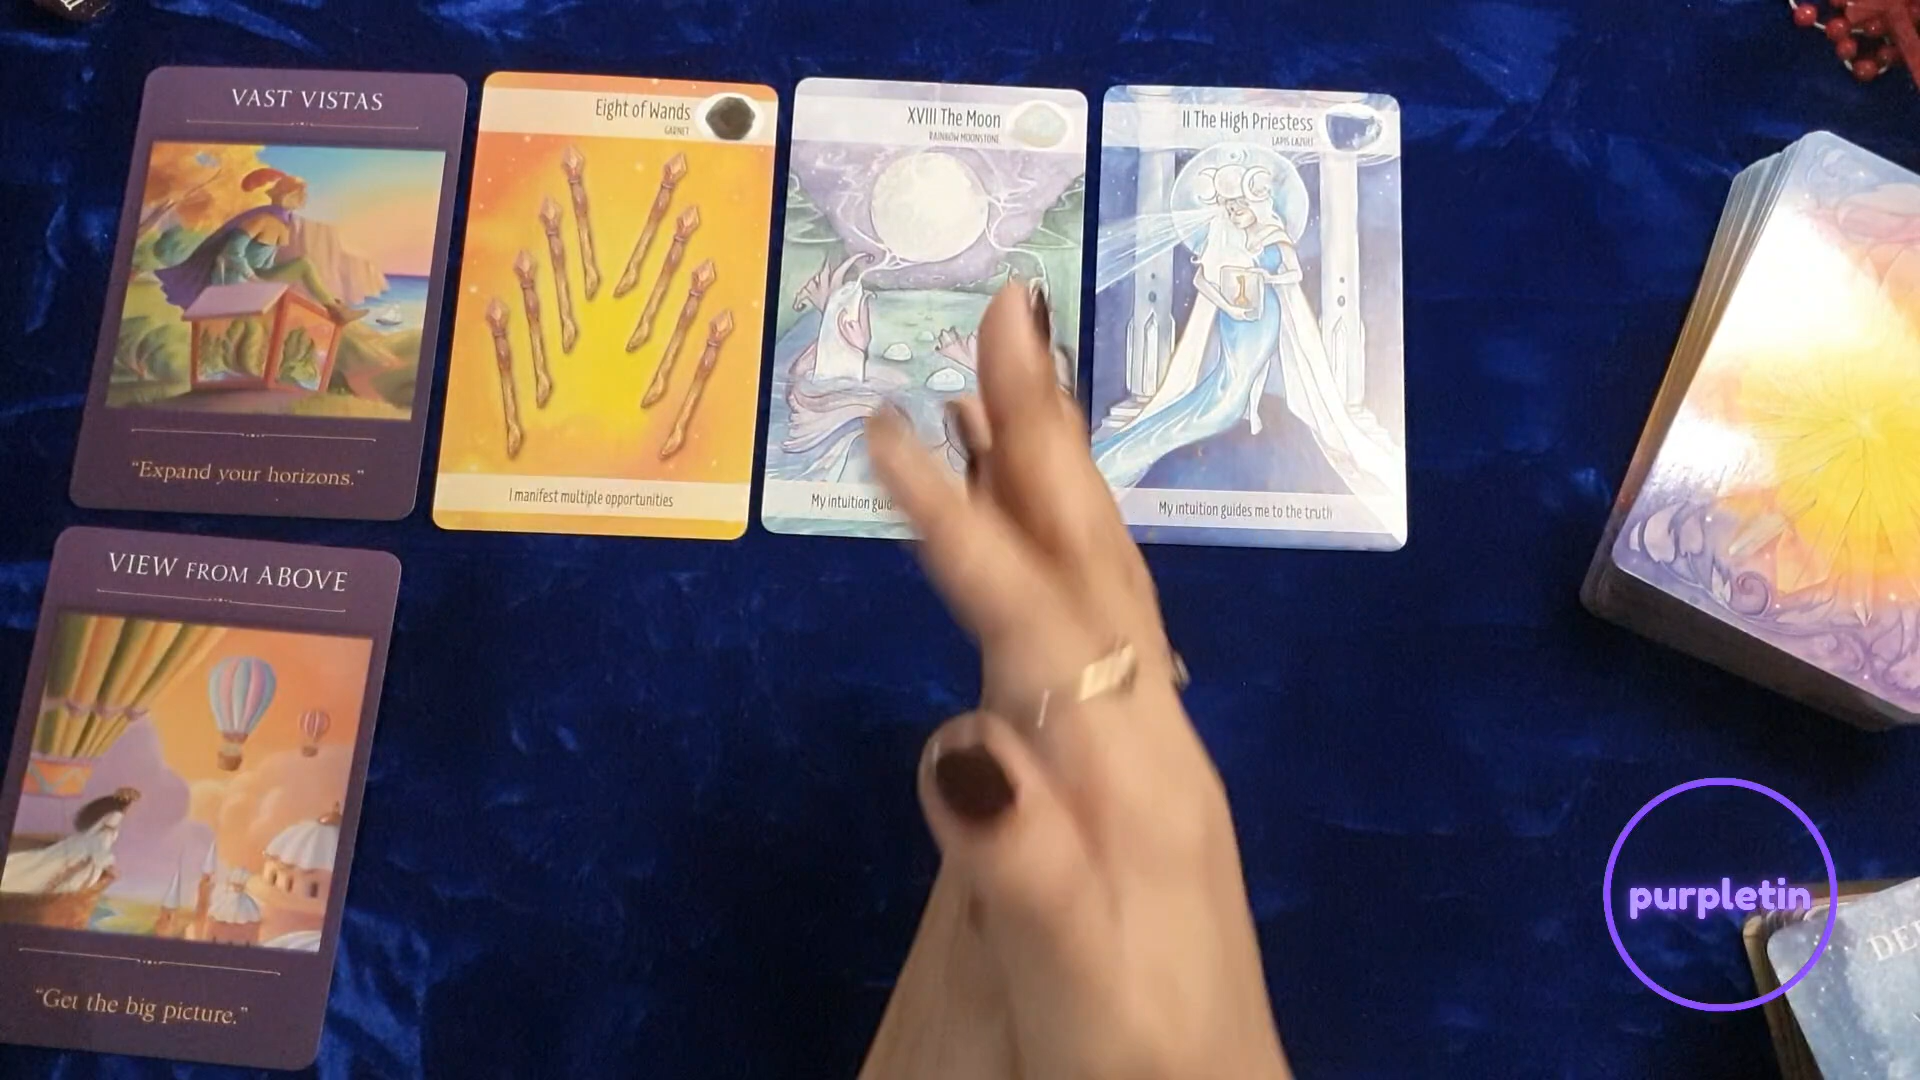 VAST VISTAS
"Expand your horizons."
Eight of Wands
GARNET
I manifest multiple opportunities
XVIII The Moon
RAINBOW MOONSTONE
My intuition
II The High Priestess
LAPIS LAZULI
My intuition guides me to the truth
VIEW FROM ABOVE
"Get the big picture."
purpletin